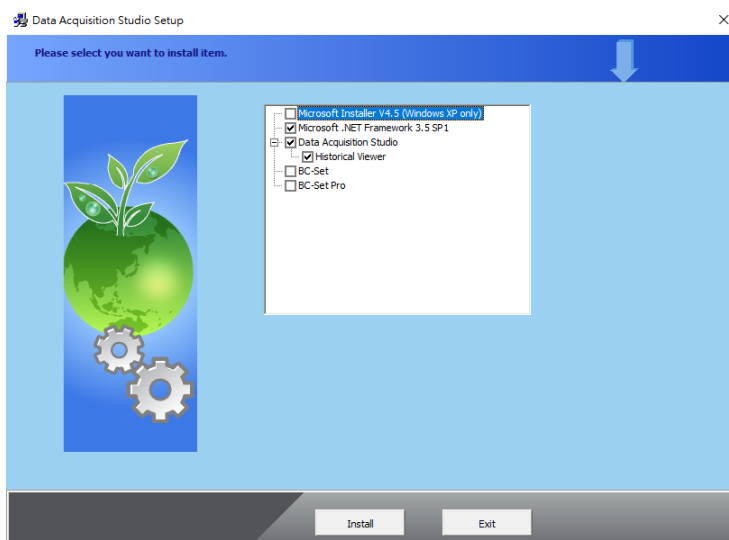 Data Acquisition Studio Setup
Please select you want to install item.
Microsoft Installer V4.5 (Windows XP only)
Microsoft .NET Framework 3.5 SP1
Data Acquisition Studio
Historical Viewer
BC-Set
BC-Set Pro
Install
Exit